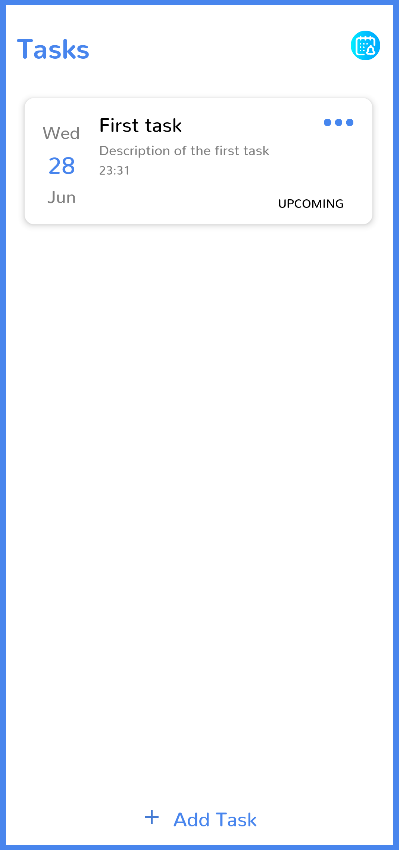 Tasks
Wed
28
Jun
First task
Description of the first task
23:31
UPCOMING
+ Add Task